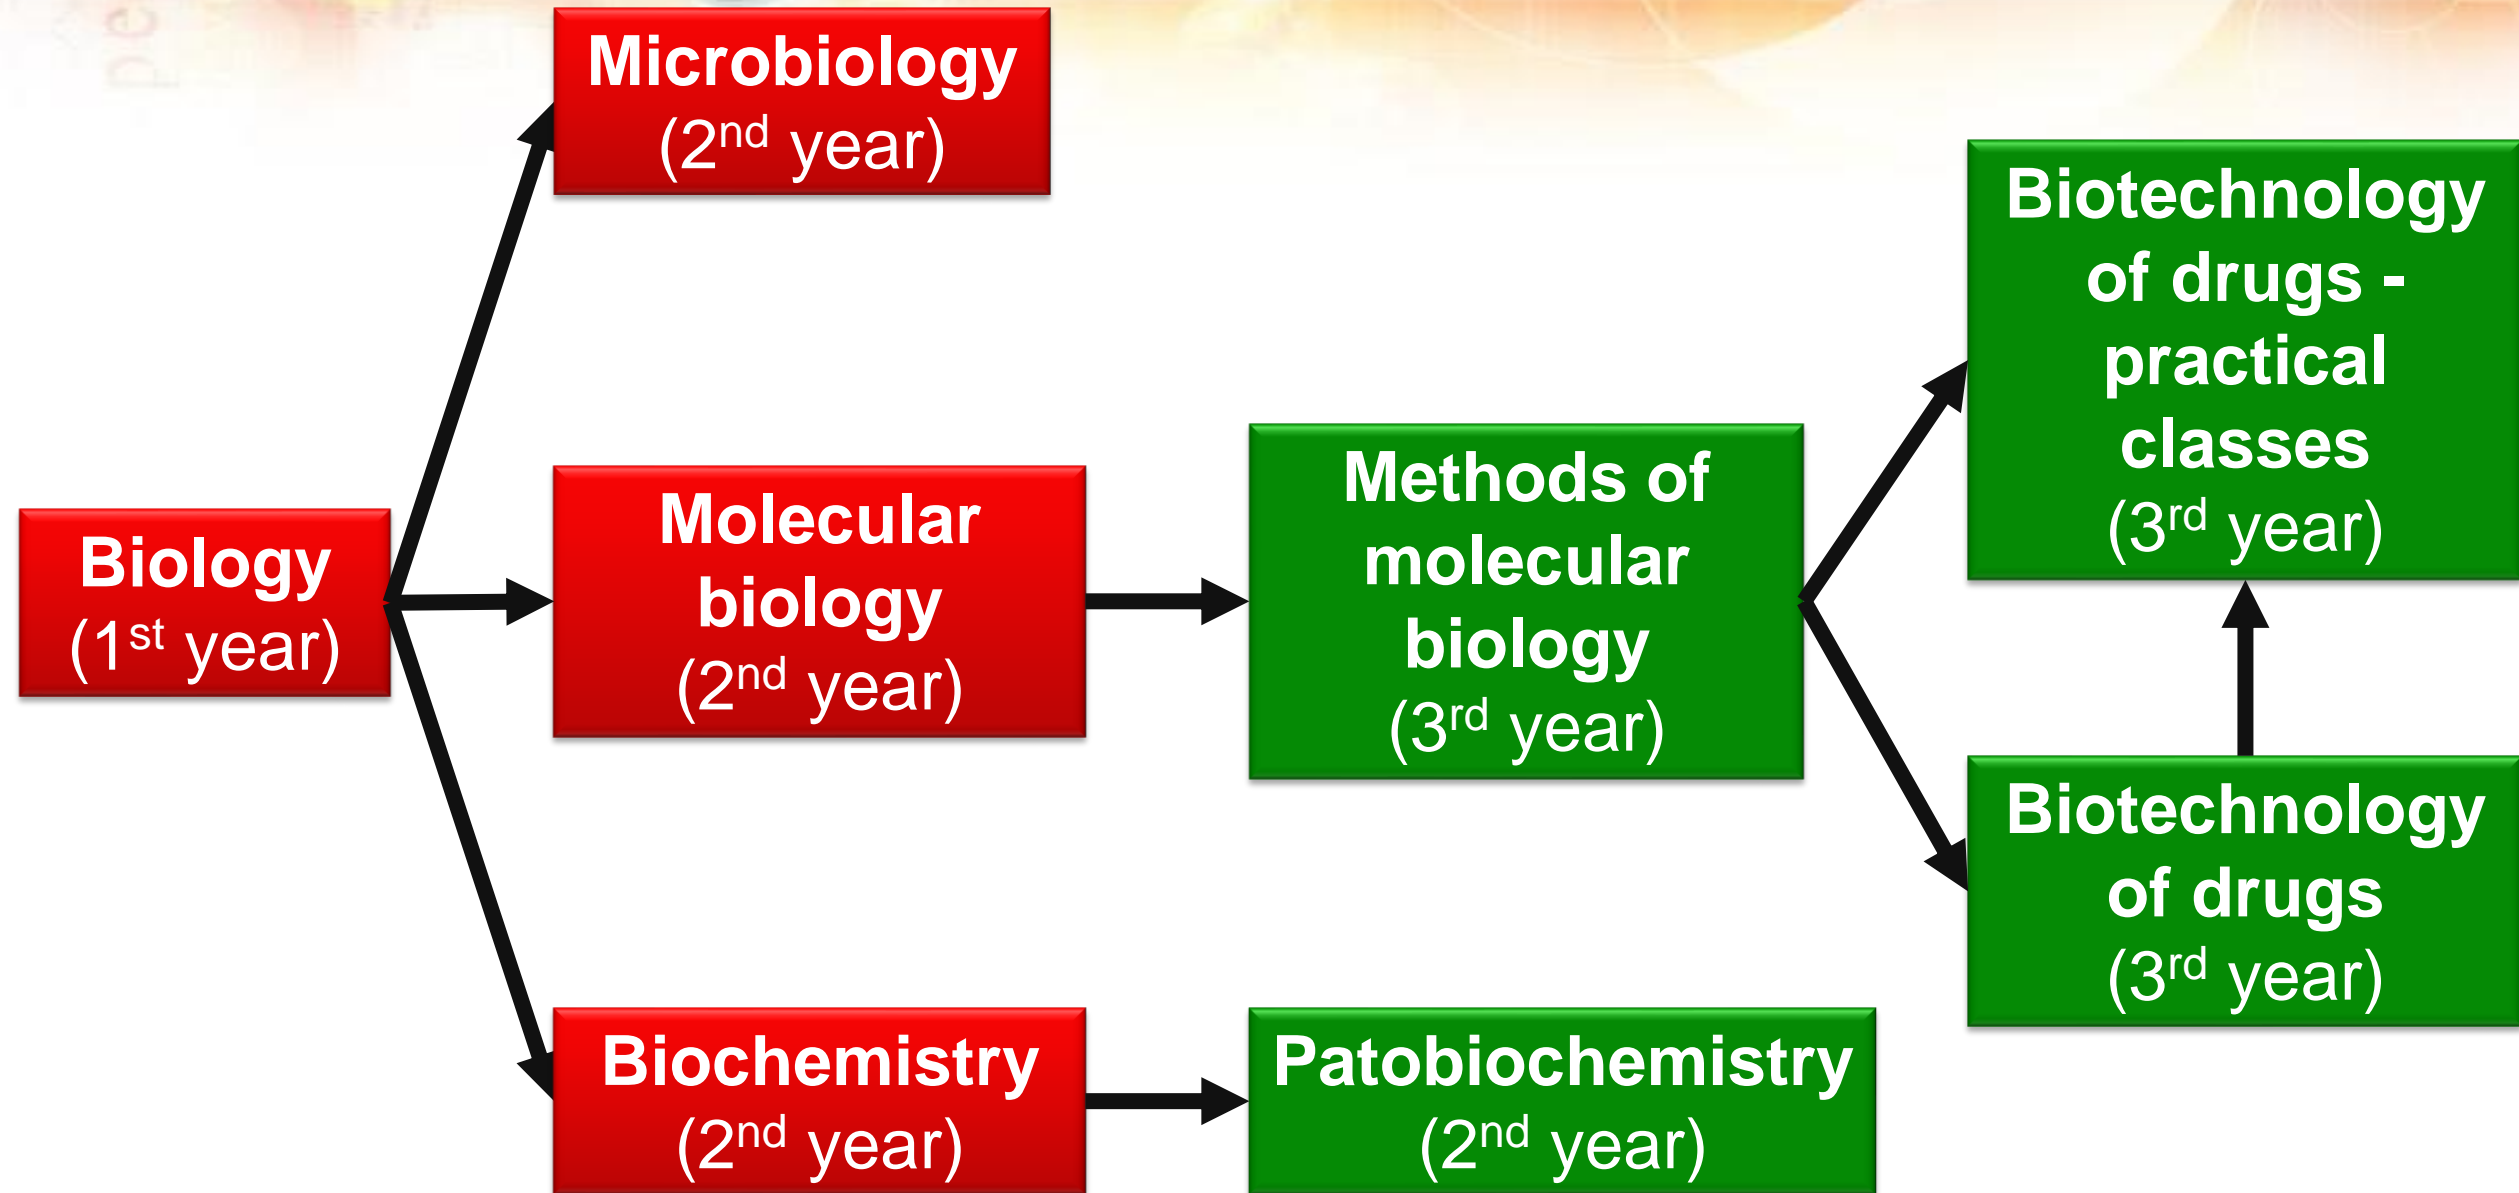 Microbiology
(2nd year)
Biology
(1st year)
Molecular
biology
(2nd year)
Biochemistry
(2nd year)
Methods of
molecular
biology
(3rd year)
Patobiochemistry
(2nd year)
Biotechnology
of drugs -
practical
classes
(3rd year)
Biotechnology
of drugs
(3rd year)